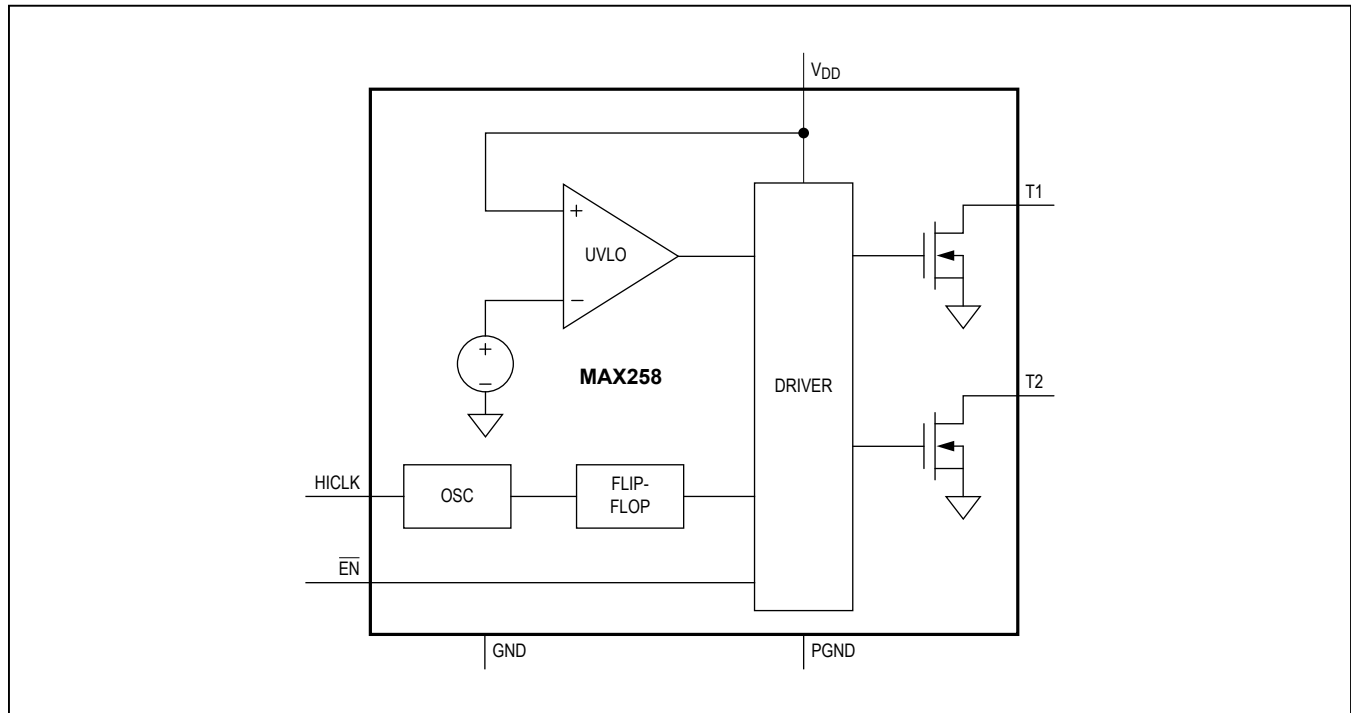 VDD
T1
+
UVLO
−
+
−
MAX258
DRIVER
T2
HICLK
OSC
FLIP-
FLOP
EN
GND
PGND